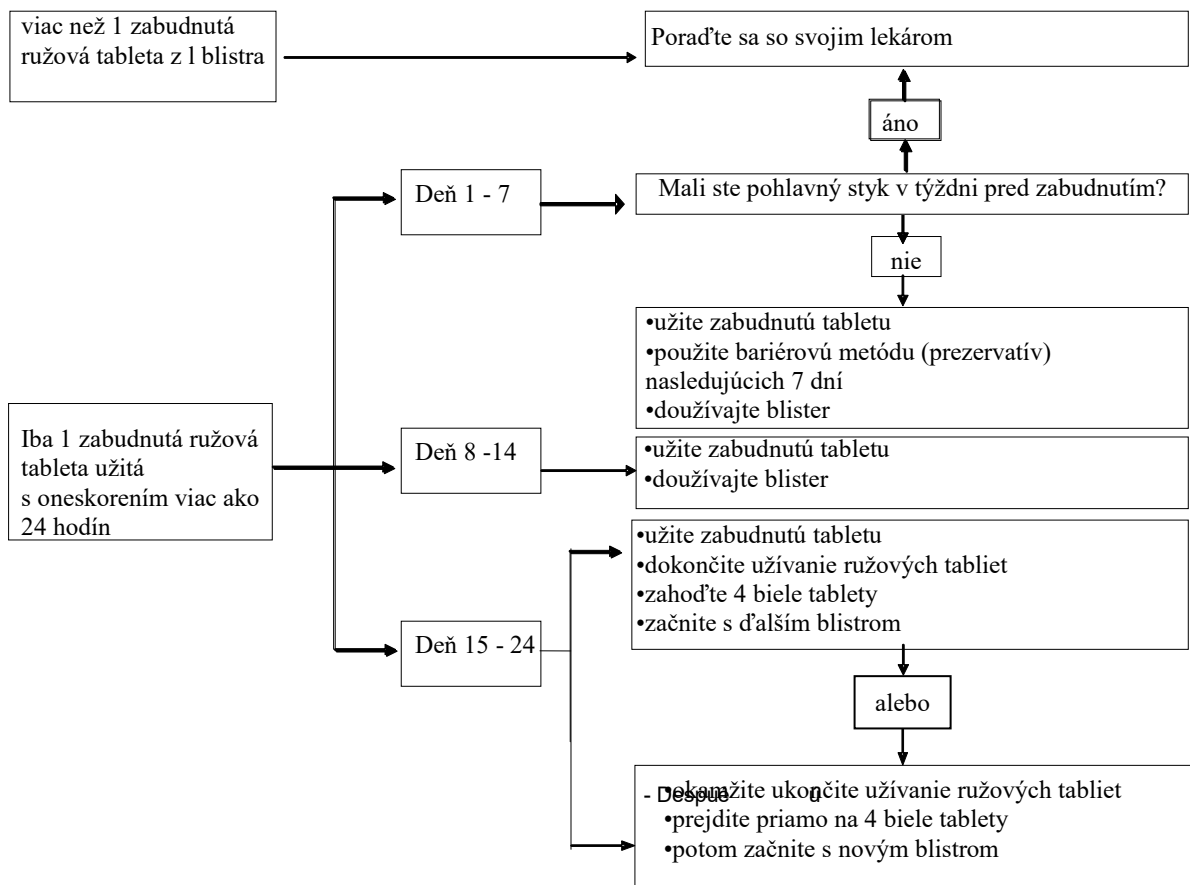 viac než 1 zabudnutá
ružová tableta z l blistra
Poraďte sa so svojim lekárom
áno
Deň 1 - 7
Mali ste pohlavný styk v týždni pred zabudnutím?
nie
•užite zabudnutú tabletu
•použite bariérovú metódu (prezervatív)
nasledujúcich 7 dní
•doužívajte blister
Iba 1 zabudnutá ružová
tableta užitá
s oneskorením viac ako
24 hodín
Deň 8 -14
•užite zabudnutú tabletu
•doužívajte blister
Deň 15 - 24
•užite zabudnutú tabletu
•dokončite užívanie ružových tabliet
•zahoďte 4 biele tablety
•začnite s ďalším blistrom
alebo
•okamžite ukončite užívanie ružových tabliet
•prejdite priamo na 4 biele tablety
•potom začnite s novým blistrom